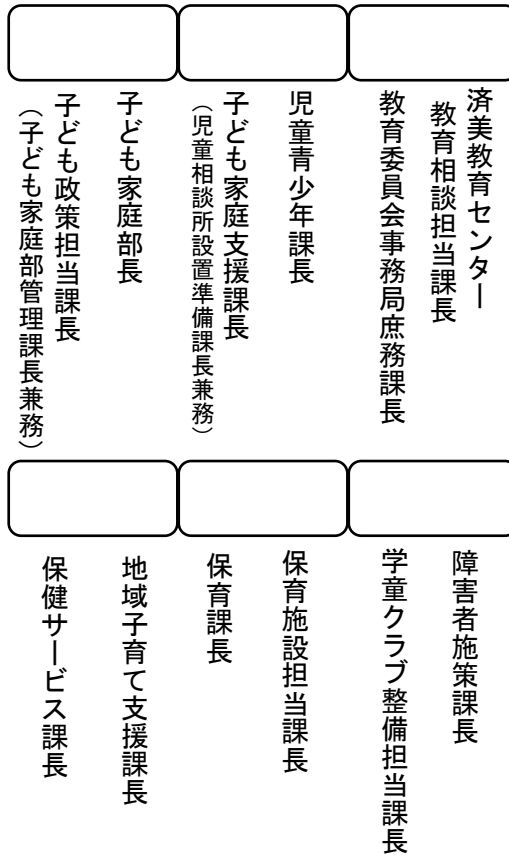 済美教育センター
教育相談担当課長
教育委員会事務局庶務課長
児童青少年課長
子ども家庭支援課長
（児童相談所設置準備課長兼務）
子ども家庭部長
子ども政策担当課長
（子ども家庭部管理課長兼務）
障害者施策課長
学童クラブ整備担当課長
保育施設担当課長
保育課長
地域子育て支援課長
保健サービス課長